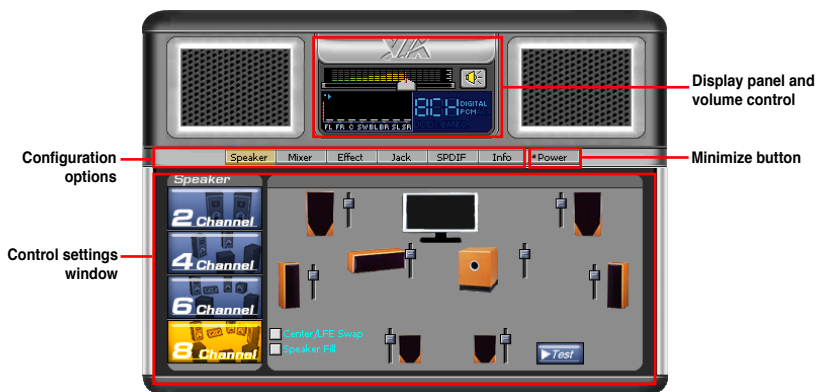 VIA
Display panel and
volume control
8CH DIGITAL
PCM
FL FR C SW BL BR SL SR
Configuration
options
Speaker Mixer Effect Jack SPDIF Info Power
Minimize button
Speaker
2 Channel
4 Channel
Control settings
window
6 Channel
8 Channel
Center/LFE Swap
Speaker Fill
Test